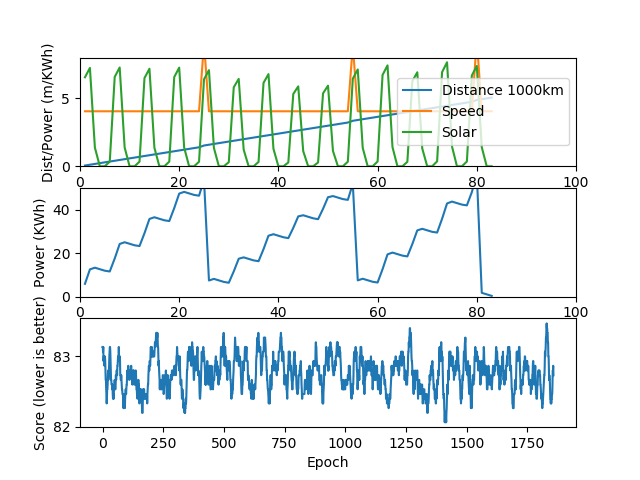 Dist/Power (m/KWh)
5
0
Distance 1000km
Speed
Solar
0 20 40 60 80 100
Power (KWh)
40
20
0
0 20 40 60 80 100
Score (lower is better)
83
82
0 250 500 750 1000 1250 1500 1750
Epoch